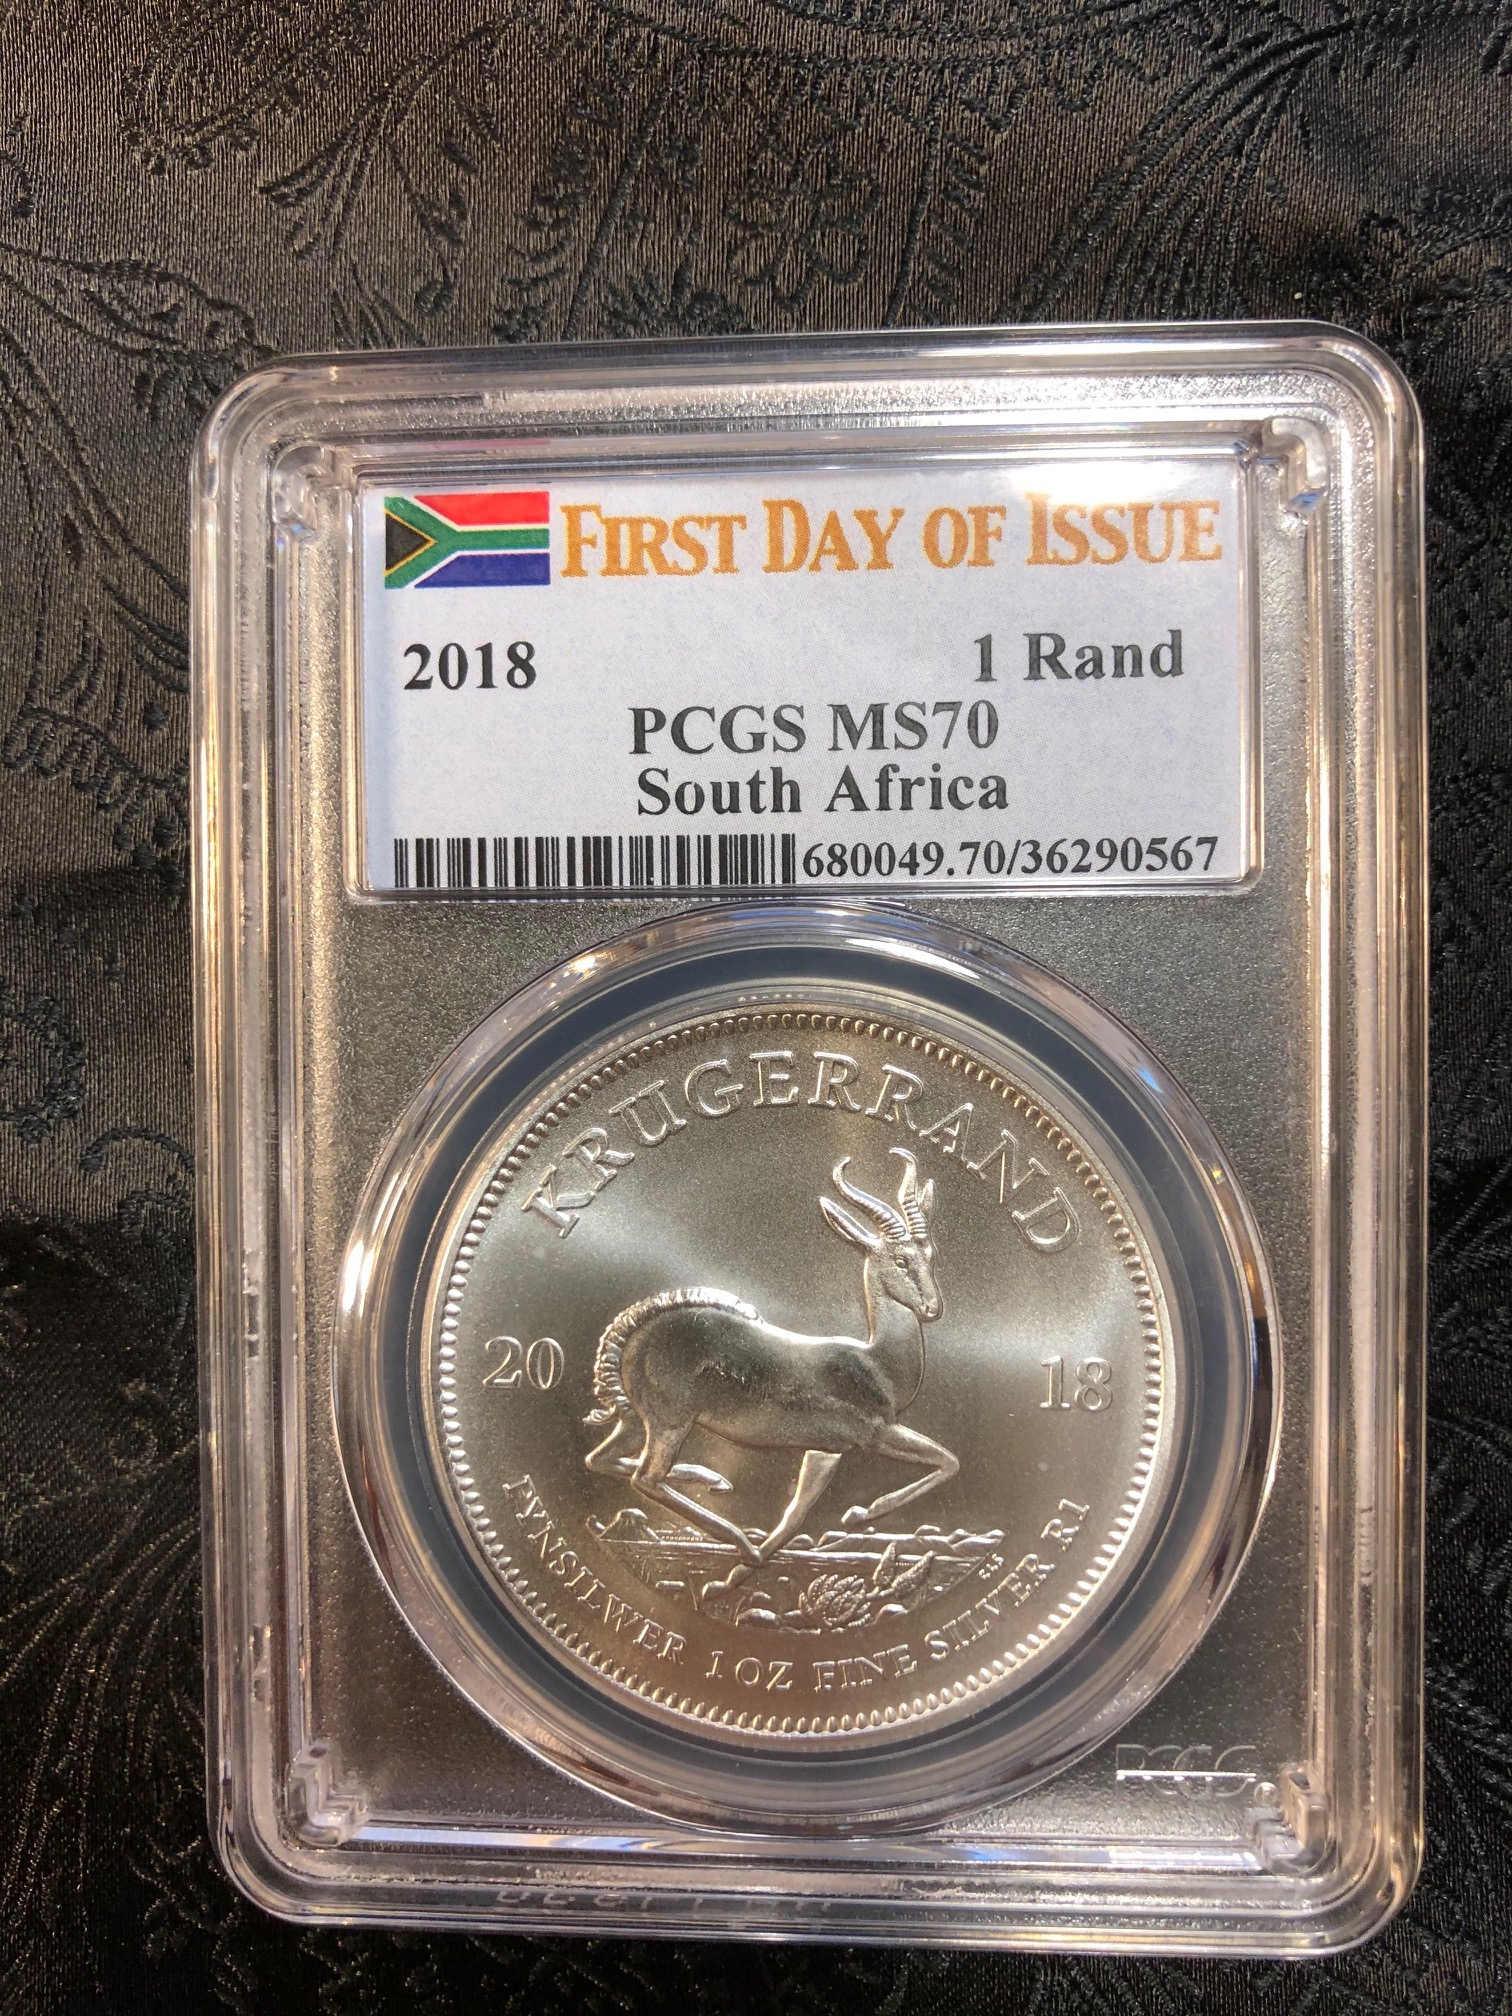 FIRST DAY OF ISSUE
2018 1 Rand
PCGS MS70
South Africa
680049.70/36290567
KRUGERRAND
20 18
FYNSILWER 1 OZ FINE SILVER R1
PCGS